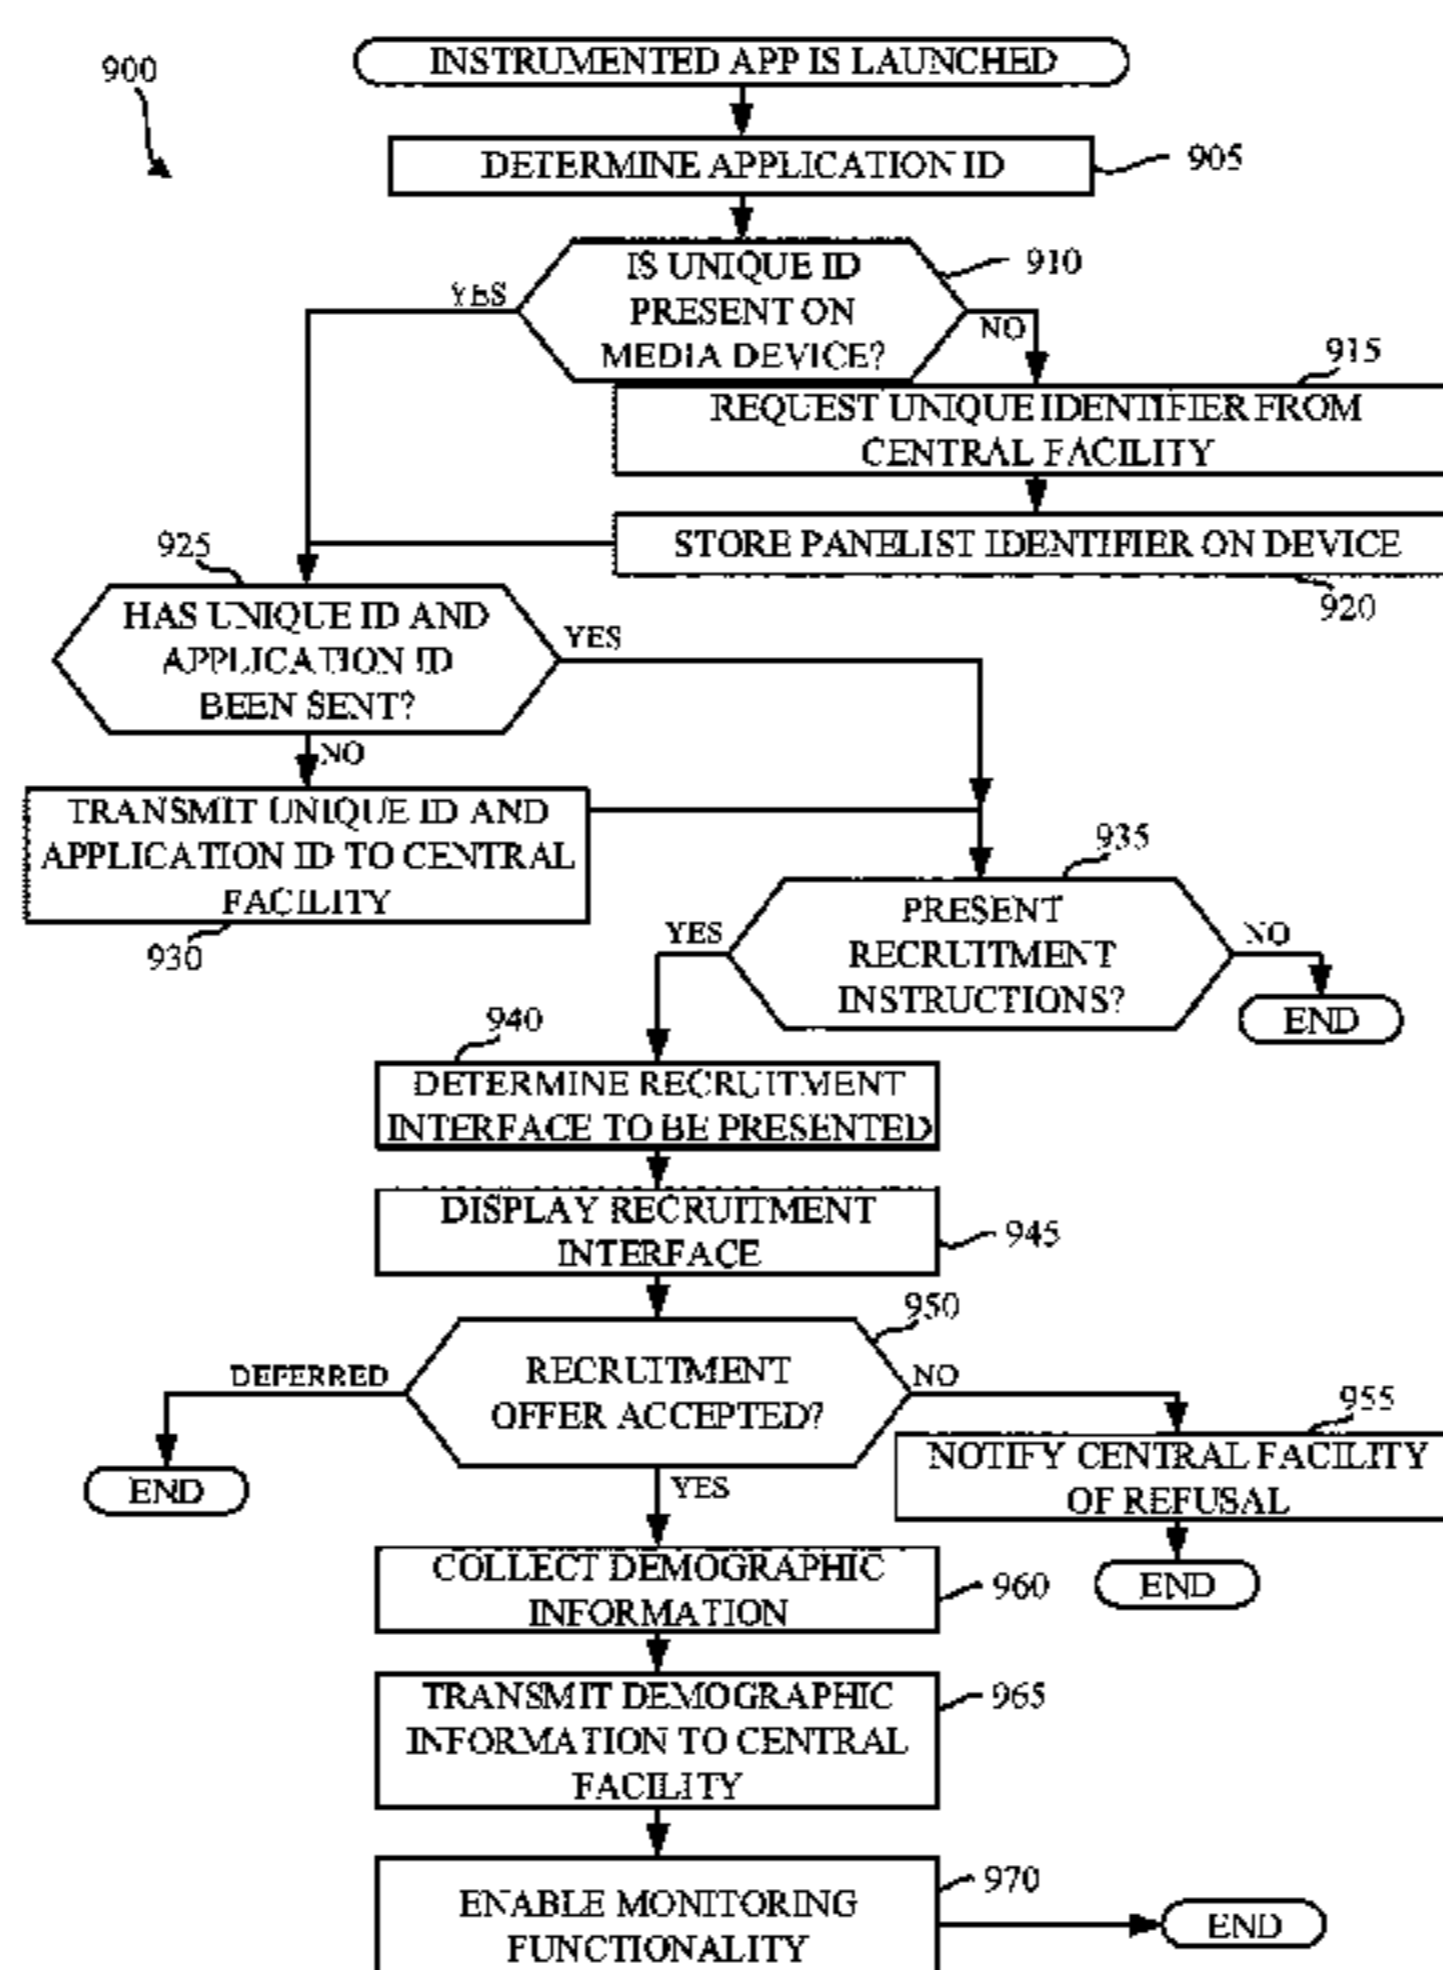 900
INSTRUMENTED APP IS LAUNCHED
DETERMINE APPLICATION ID
905
IS UNIQUE ID
PRESENT ON
MEDIA DEVICE?
910
YES
NO
915
REQUEST UNIQUE IDENTIFIER FROM
CENTRAL FACILITY
STORE PANELIST IDENTIFIER ON DEVICE
920
925
HAS UNIQUE ID AND
APPLICATION ID
BEEN SENT?
YES
NO
TRANSMIT UNIQUE ID AND
APPLICATION ID TO CENTRAL
FACILITY
930
935
PRESENT
RECRUITMENT
INSTRUCTIONS?
YES
NO
END
940
DETERMINE RECRUITMENT
INTERFACE TO BE PRESENTED
DISPLAY RECRUITMENT
INTERFACE
945
950
RECRUITMENT
OFFER ACCEPTED?
DEFERRED
NO
END
YES
955
NOTIFY CENTRAL FACILITY
OF REFUSAL
END
COLLECT DEMOGRAPHIC
INFORMATION
960
TRANSMIT DEMOGRAPHIC
INFORMATION TO CENTRAL
FACILITY
965
ENABLE MONITORING
FUNCTIONALITY
970
END